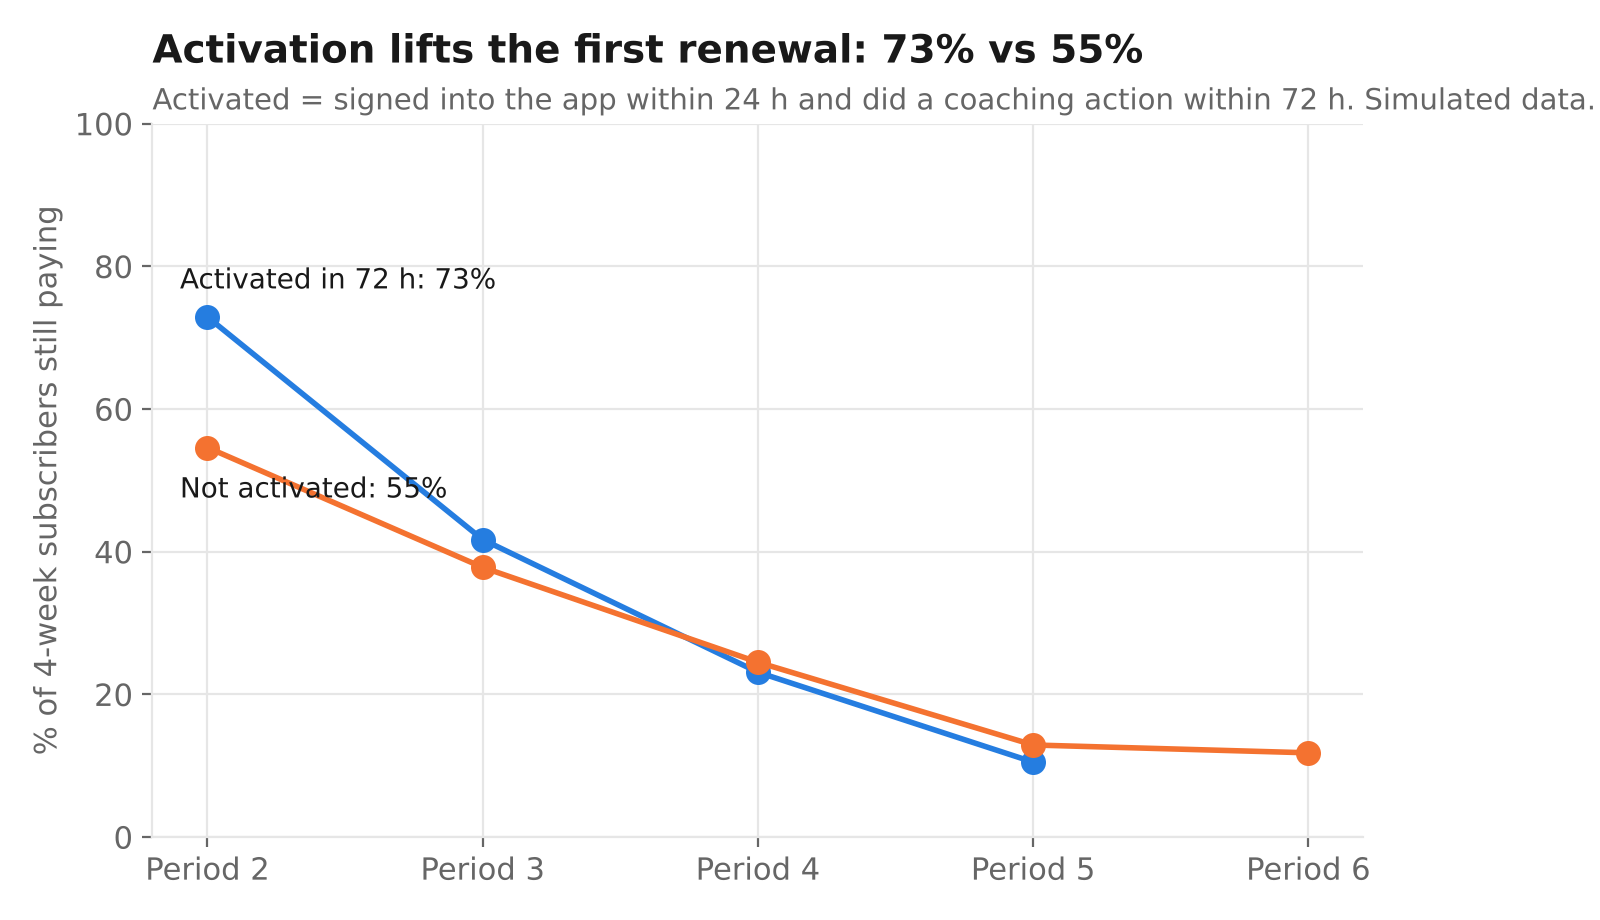 Activation lifts the first renewal: 73% vs 55%
Activated = signed into the app within 24 h and did a coaching action within 72 h. Simulated data.
% of 4-week subscribers still paying
100
80
60
40
20
0
Activated in 72 h: 73%
Not activated: 55%
Period 2 Period 3 Period 4 Period 5 Period 6